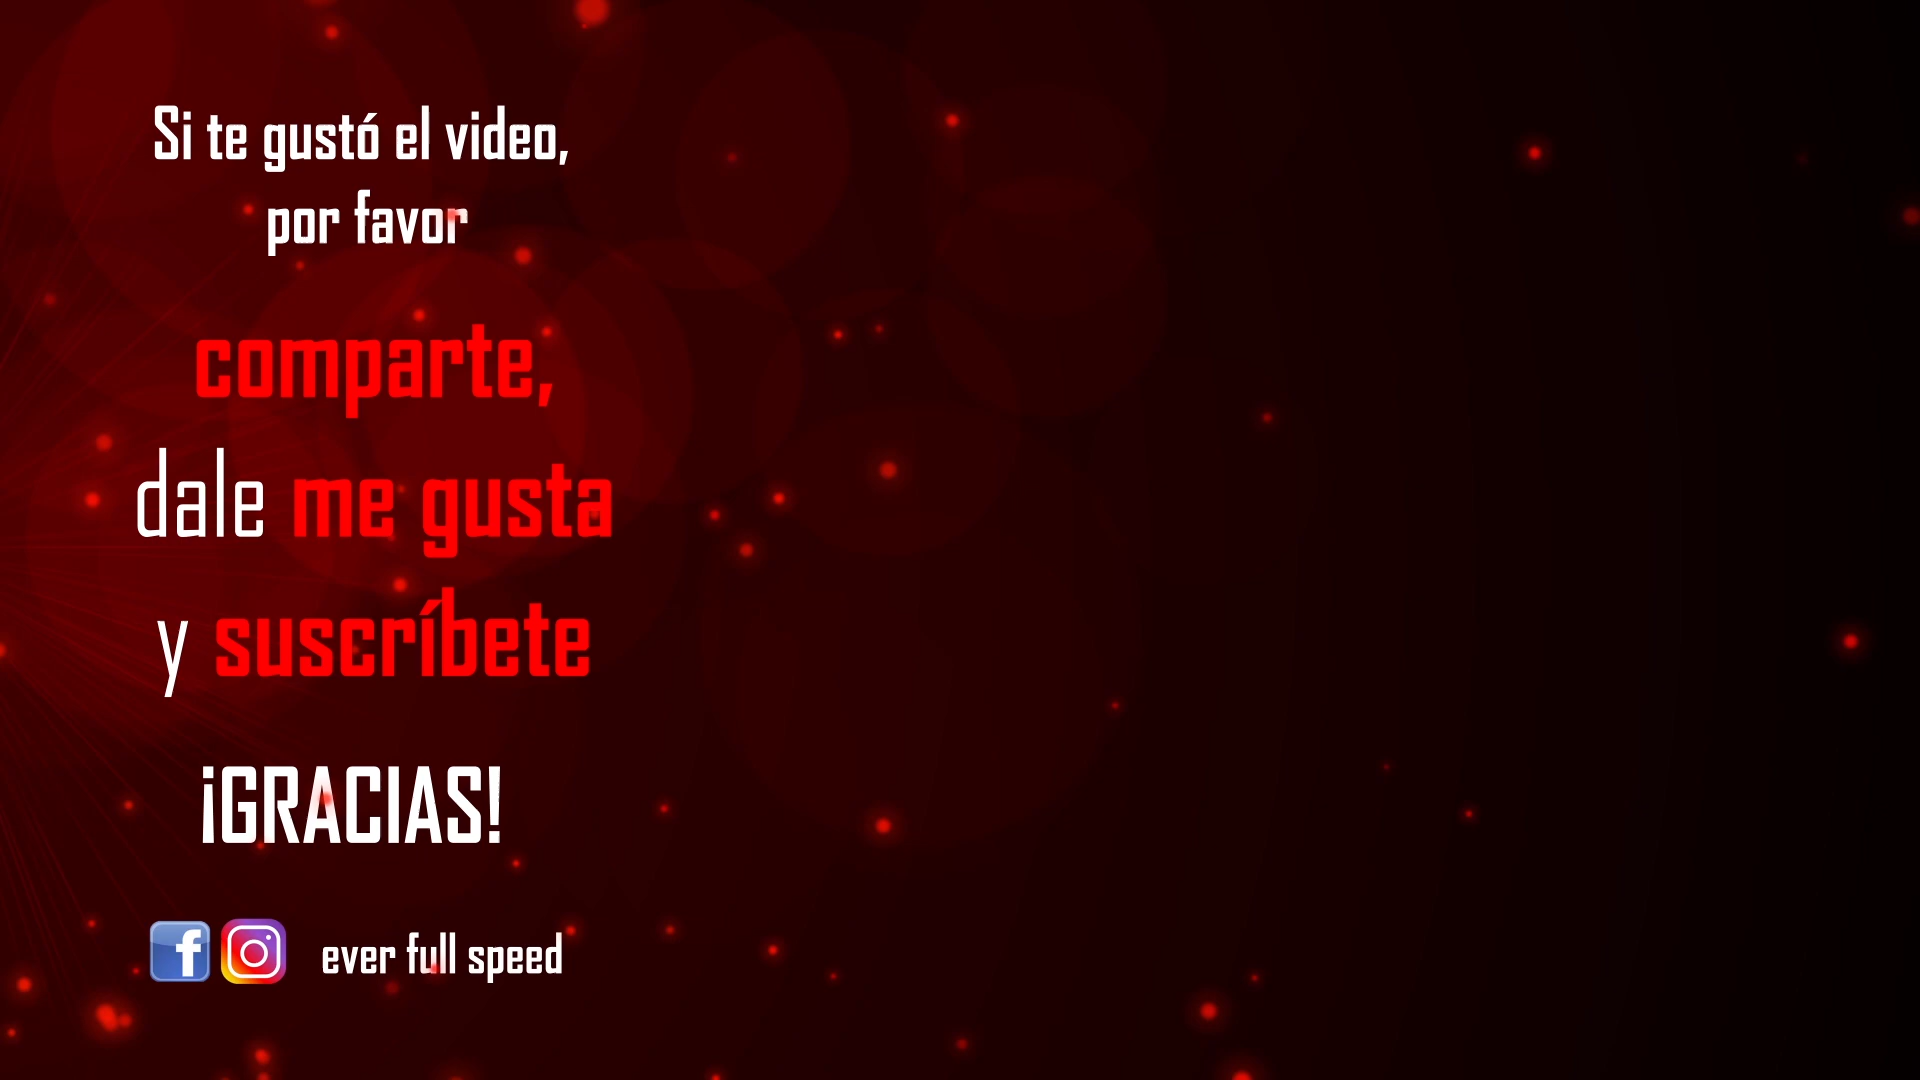 Si te gustó el video,
por favor
comparte,
dale me gusta
y suscríbete
¡GRACIAS!
f ever full speed